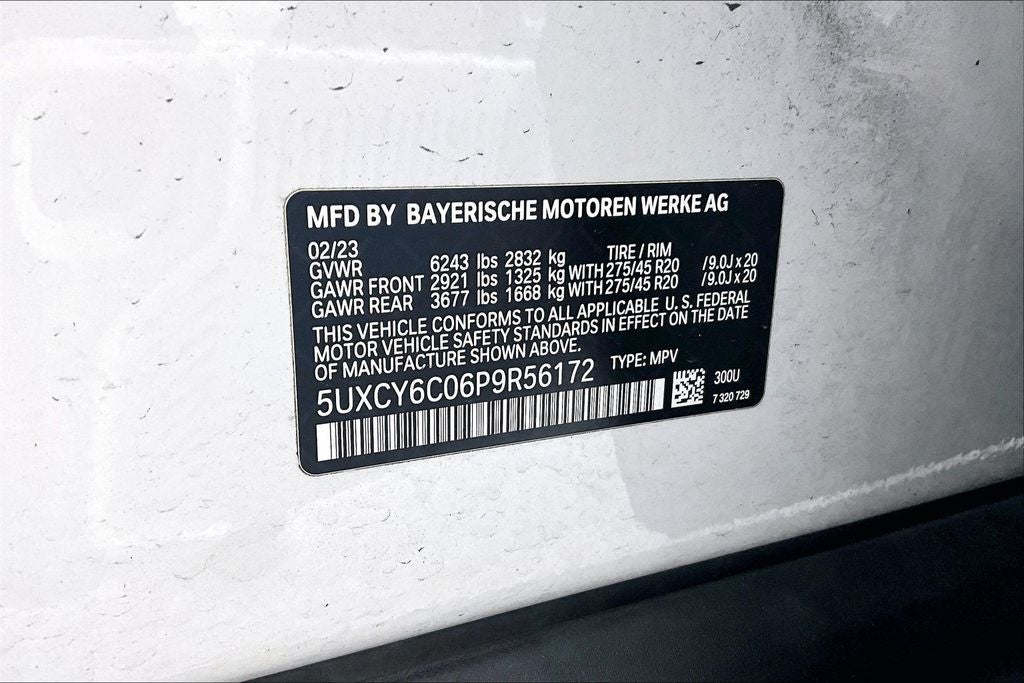 MFD BY BAYERISCHE MOTOREN WERKE AG
02/23 TIRE / RIM
GVWR 6243 lbs 2832 kg
GAWR FRONT 2921 lbs 1325 kg WITH 275/45 R20 /9.0J x 20
GAWR REAR 3677 lbs 1668 kg WITH 275/45 R20 /9.0J x 20
THIS VEHICLE CONFORMS TO ALL APPLICABLE U.S. FEDERAL
MOTOR VEHICLE SAFETY STANDARDS IN EFFECT ON THE DATE
OF MANUFACTURE SHOWN ABOVE.
5UXCY6C06P9R56172 TYPE: MPV
300U
7 320 729